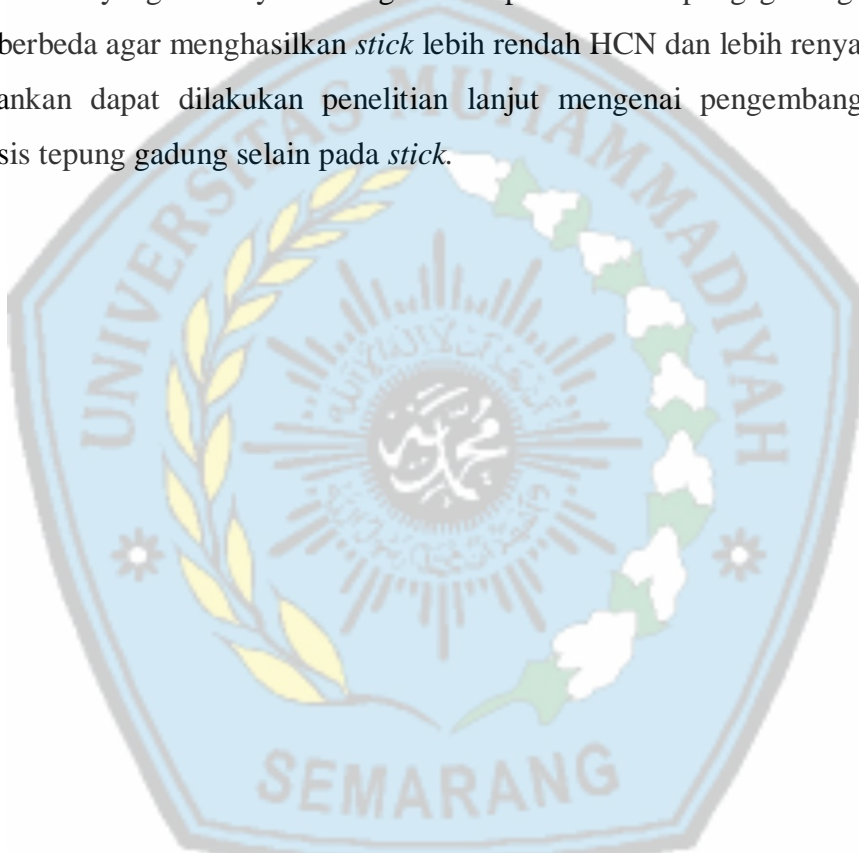 berbeda agar menghasilkan stick lebih rendah HCN dan lebih renya
ankan dapat dilakukan penelitian lanjut mengenai pengembang
sis tepung gadung selain pada stick.
UNIVERSITAS MUHAMMADIYAH
SEMARANG